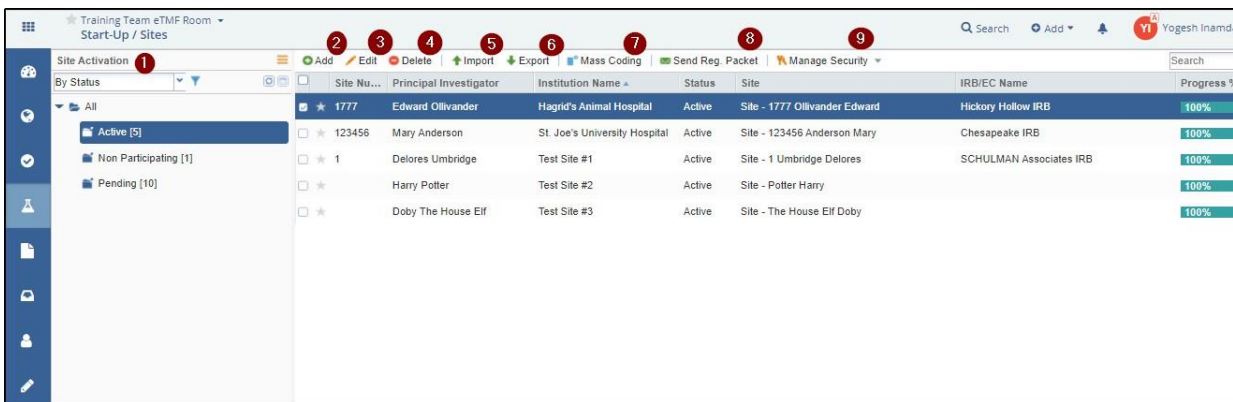 Training Team eTMF Room
Start-Up / Sites
Search Add A YI Yogesh Inamd
Site Activation 1
2 3 4 5 6 7 8 9
Add Edit Delete Import Export Mass Coding Send Reg. Packet Manage Security Search
By Status
Site Nu... Principal Investigator Institution Name Status Site IRB/EC Name Progress %
All
1777 Edward Ollivander Hagrid's Animal Hospital Active Site - 1777 Ollivander Edward Hickory Hollow IRB 100%
Active [5]
123456 Mary Anderson St. Joe's University Hospital Active Site - 123456 Anderson Mary Chesapeake IRB 100%
Non Participating [1]
1 Delores Umbridge Test Site #1 Active Site - 1 Umbridge Delores SCHULMAN Associates IRB 100%
Pending [10]
Harry Potter Test Site #2 Active Site - Potter Harry 100%
Doby The House Elf Test Site #3 Active Site - The House Elf Doby 100%